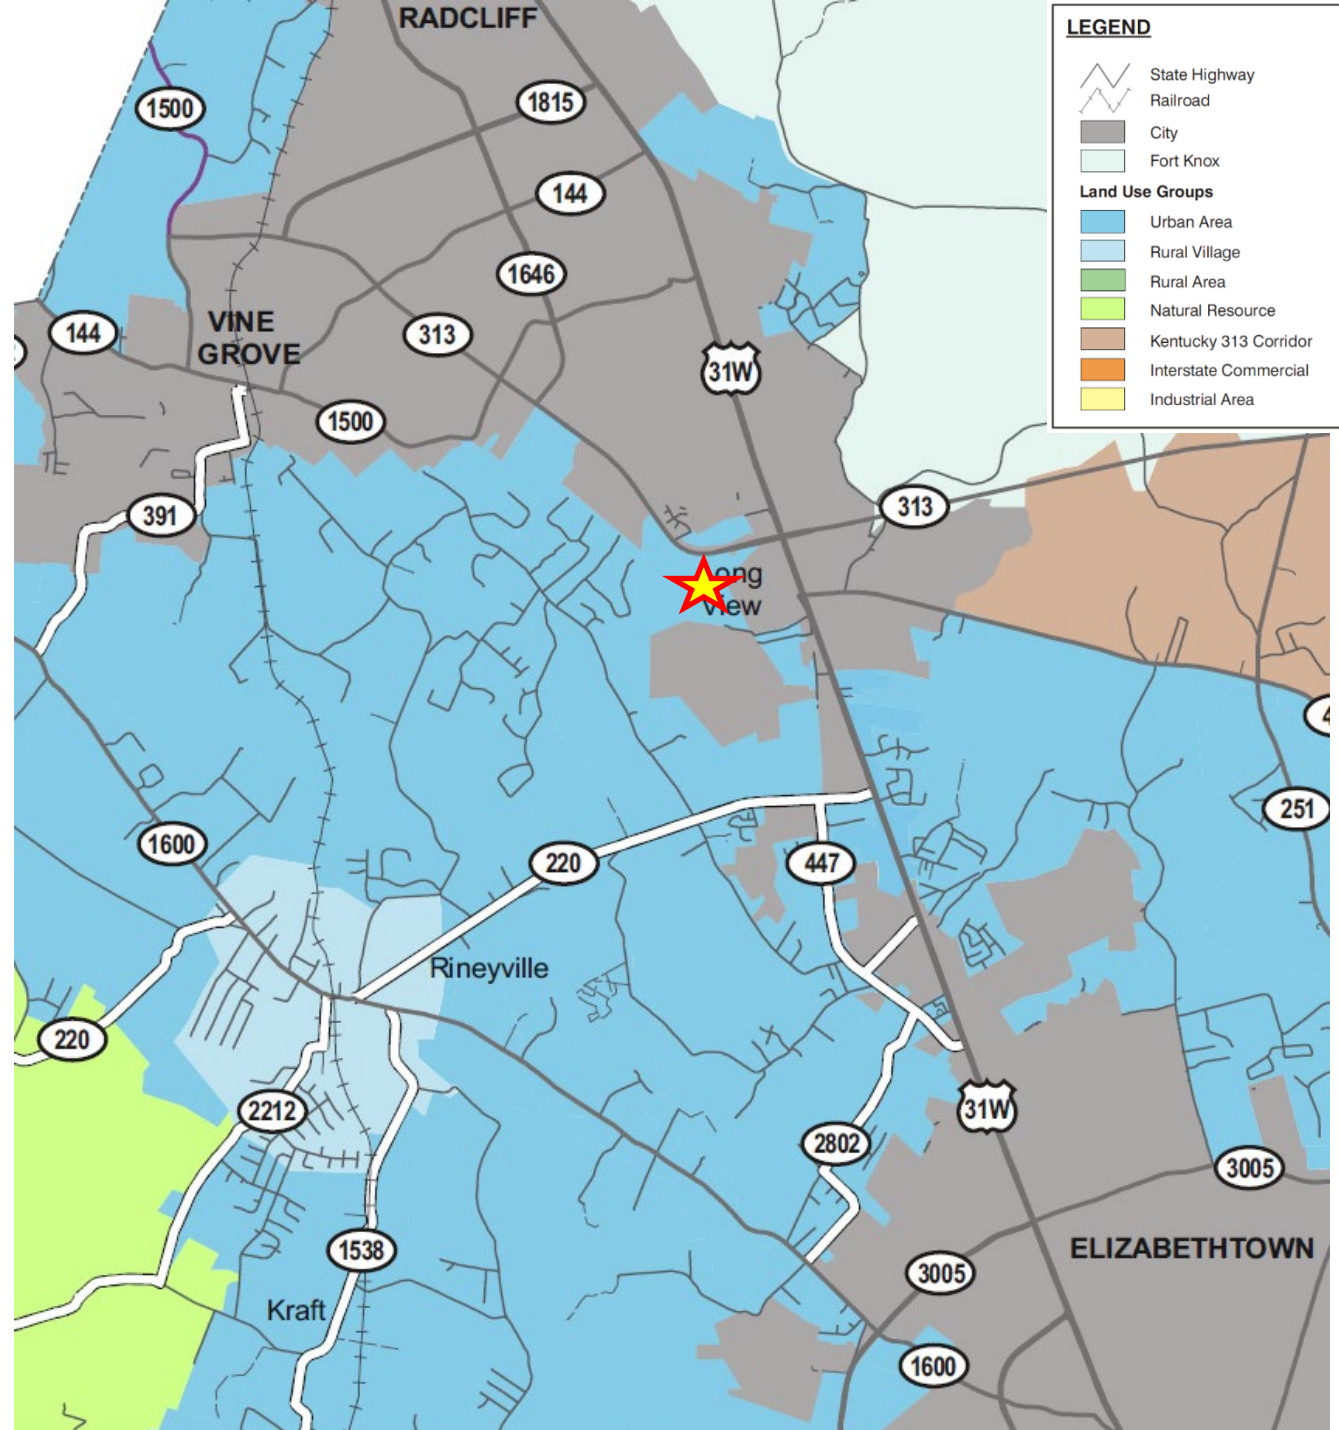 RADCLIFF
LEGEND
State Highway
Railroad
City
Fort Knox
Land Use Groups
Urban Area
Rural Village
Rural Area
Natural Resource
Kentucky 313 Corridor
Interstate Commercial
Industrial Area
1500
1815
144
1646
VINE
GROVE
144
313
31W
1500
391
313
ong
View
1600
220
447
251
4
Rineyville
220
2212
31W
2802
3005
1538
ELIZABETHTOWN
3005
Kraft
1600